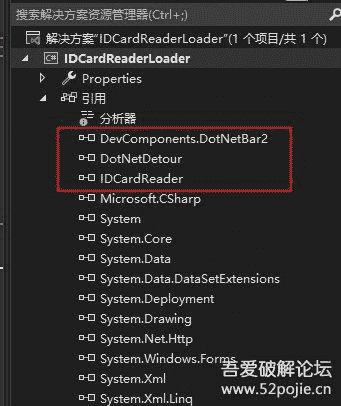 搜索解决方案资源管理器(Ctrl+;)
解决方案"IDCardReaderLoader"(1 个项目/共 1 个)
C# IDCardReaderLoader
Properties
引用
分析器
DevComponents.DotNetBar2
DotNetDetour
IDCardReader
Microsoft.CSharp
System
System.Core
System.Data
System.Data.DataSetExtensions
System.Deployment
System.Drawing
System.Net.Http
System.Windows.Forms
System.Xml
System.Xml.Linq
吾爱破解论坛
www.52pojie.cn